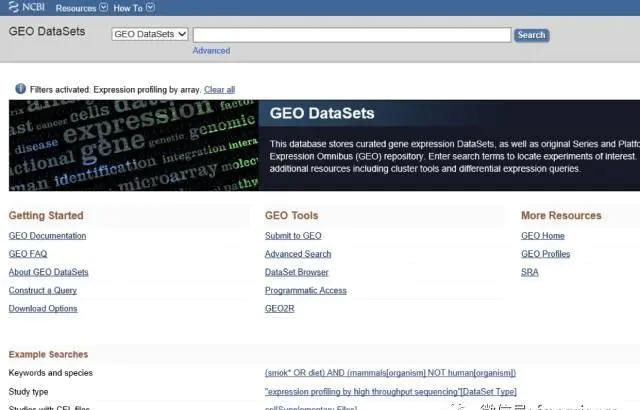 NCBI Resources How To
GEO DataSets
GEO DataSets
Search
Advanced
Filters activated: Expression profiling by array. Clear all
cells data
factor
cancer
expression
disease
gene genetic genomic
integration
identification
microarray
GEO DataSets
This database stores curated gene expression DataSets, as well as original Series and Platfo
Expression Omnibus (GEO) repository. Enter search terms to locate experiments of interest.
additional resources including cluster tools and differential expression queries.
Getting Started
GEO Tools
More Resources
GEO Documentation
Submit to GEO
GEO Home
GEO FAQ
Advanced Search
GEO Profiles
About GEO DataSets
DataSet Browser
SRA
Construct a Query
Programmatic Access
Download Options
GEO2R
Example Searches
Keywords and species
(smok* OR diet) AND (mammals[organism] NOT human[organism])
Study type
"expression profiling by high throughput sequencing"[DataSet Type]
Studies with CEL files
cel[Supplementary Files]